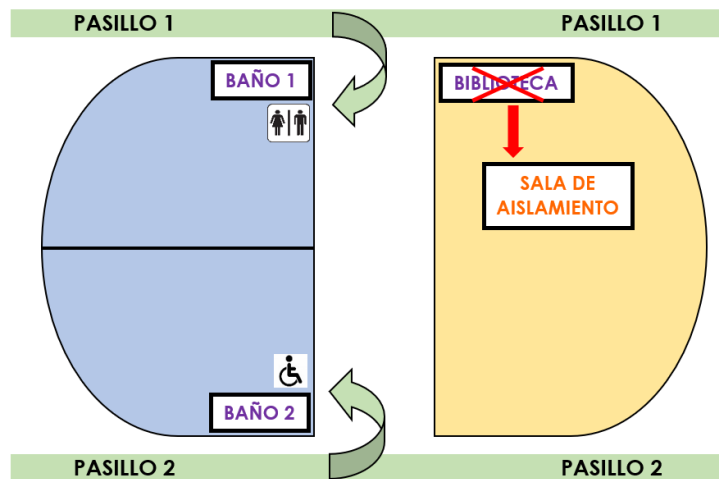 PASILLO 1
PASILLO 1
BAÑO 1
BIBLIOTECA
SALA DE
AISLAMIENTO
BAÑO 2
PASILLO 2
PASILLO 2